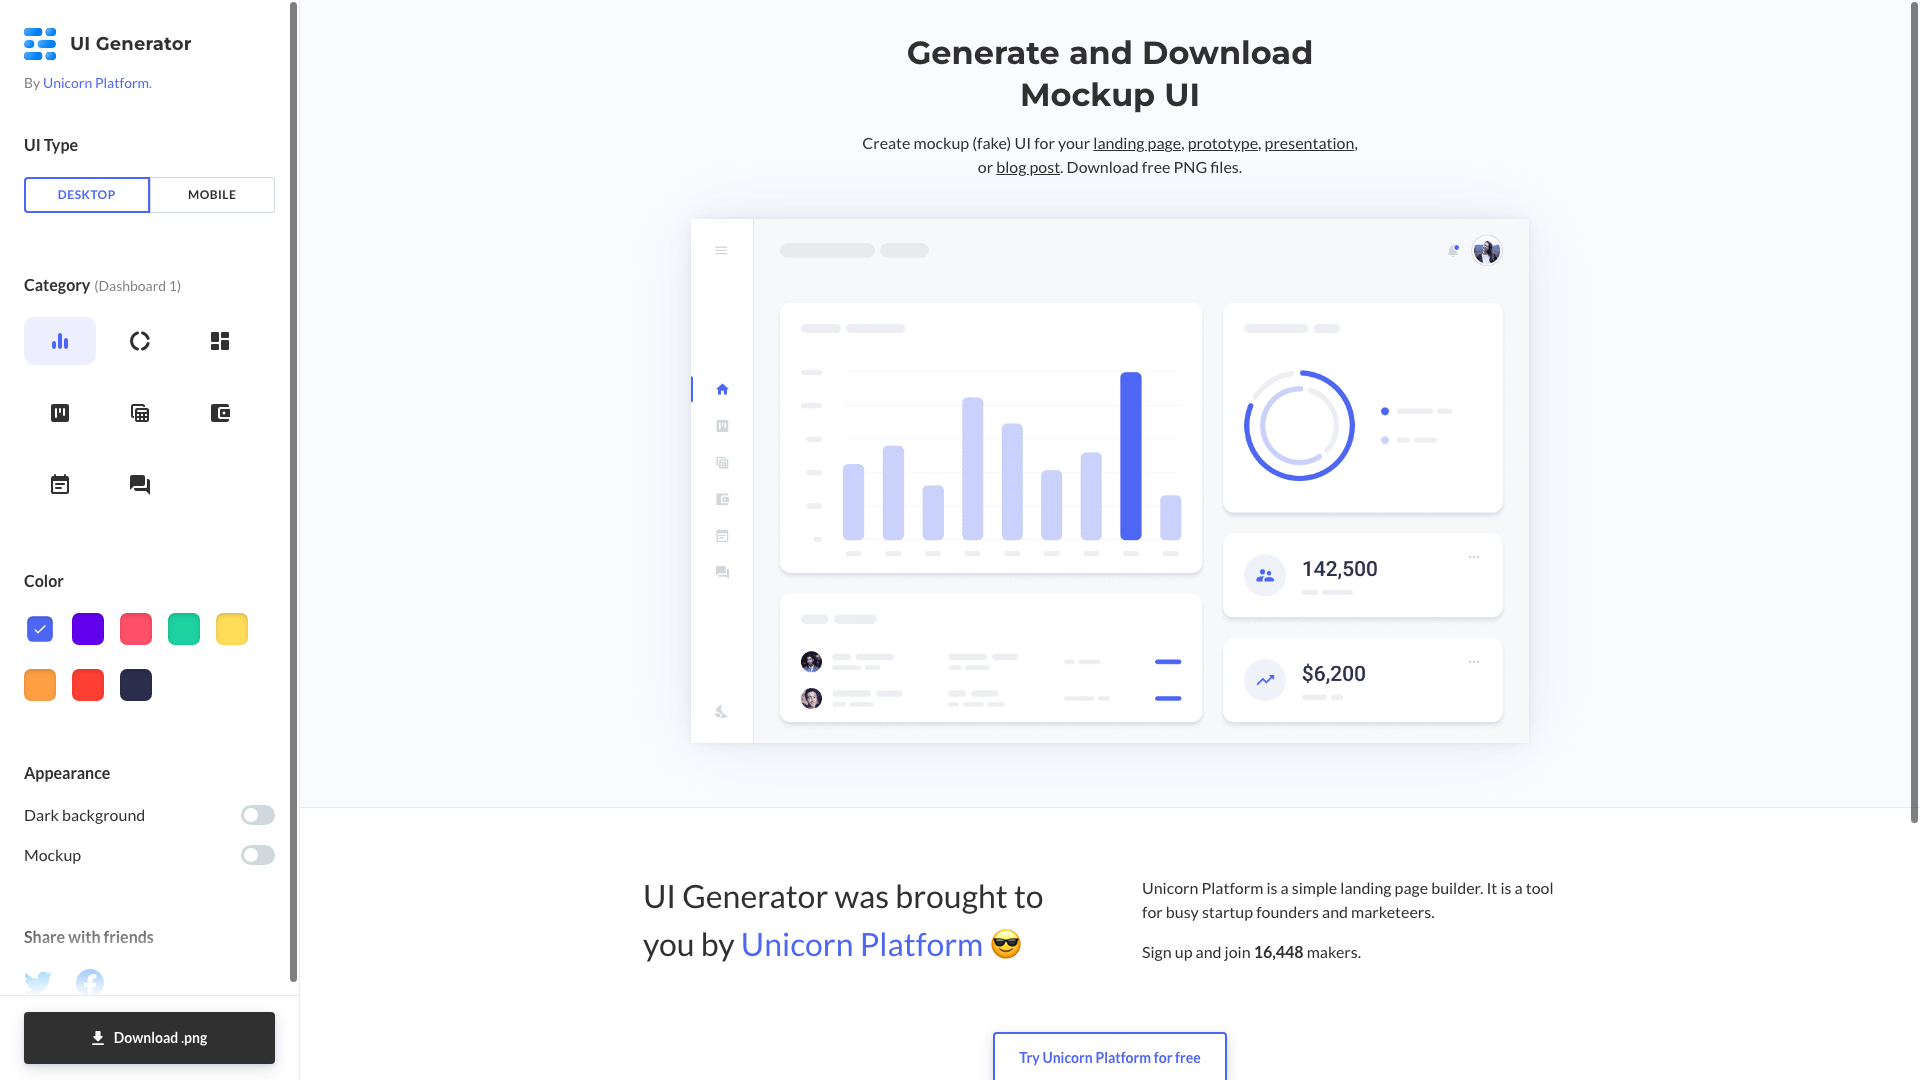 UI Generator
By Unicorn Platform.
UI Type
DESKTOP
MOBILE
Category (Dashboard 1)
Color
Appearance
Dark background
Mockup
Share with friends
Download .png
Generate and Download
Mockup UI
Create mockup (fake) UI for your landing page, prototype, presentation,
or blog post. Download free PNG files.
142,500
$6,200
UI Generator was brought to
you by Unicorn Platform 😎
Unicorn Platform is a simple landing page builder. It is a tool
for busy startup founders and marketeers.
Sign up and join 16,448 makers.
Try Unicorn Platform for free